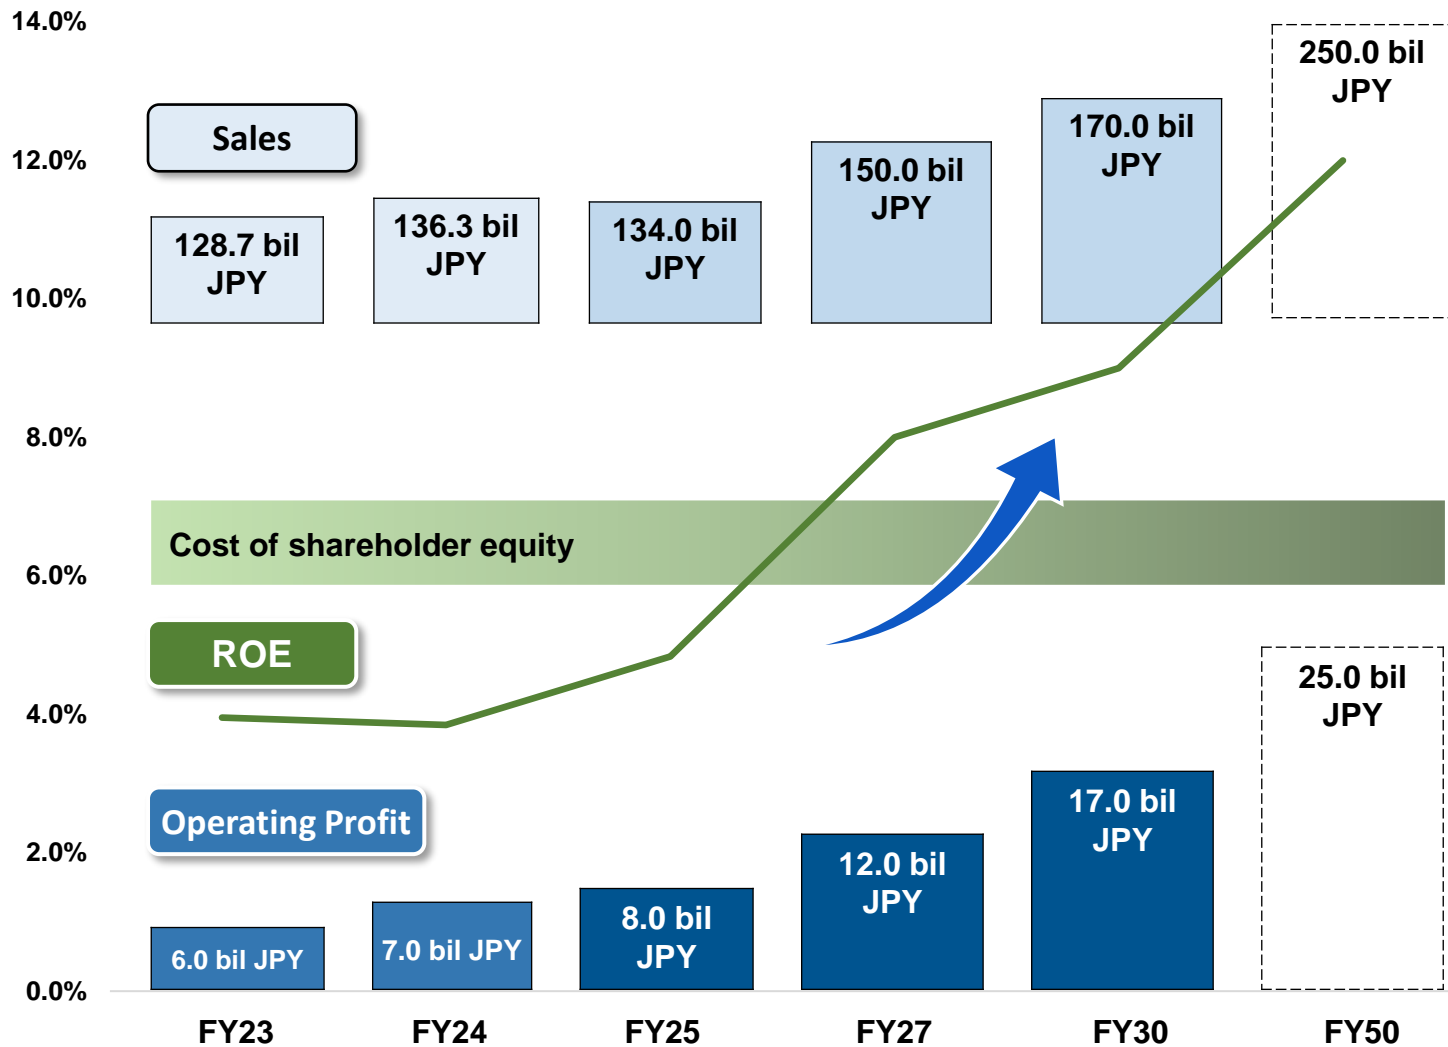 14.0%
12.0%
10.0%
8.0%
6.0%
4.0%
2.0%
0.0%
Sales
128.7 bil
JPY
136.3 bil
JPY
134.0 bil
JPY
150.0 bil
JPY
170.0 bil
JPY
250.0 bil
JPY
Cost of shareholder equity
ROE
Operating Profit
6.0 bil JPY
7.0 bil JPY
8.0 bil
JPY
12.0 bil
JPY
17.0 bil
JPY
25.0 bil
JPY
FY23
FY24
FY25
FY27
FY30
FY50